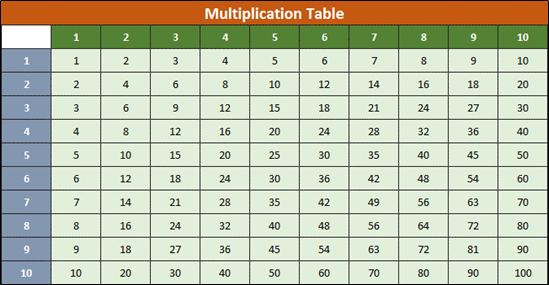 Multiplication Table
1 2 3 4 5 6 7 8 9 10
1 1 2 3 4 5 6 7 8 9 10
2 2 4 6 8 10 12 14 16 18 20
3 3 6 9 12 15 18 21 24 27 30
4 4 8 12 16 20 24 28 32 36 40
5 5 10 15 20 25 30 35 40 45 50
6 6 12 18 24 30 36 42 48 54 60
7 7 14 21 28 35 42 49 56 63 70
8 8 16 24 32 40 48 56 64 72 80
9 9 18 27 36 45 54 63 72 81 90
10 10 20 30 40 50 60 70 80 90 100